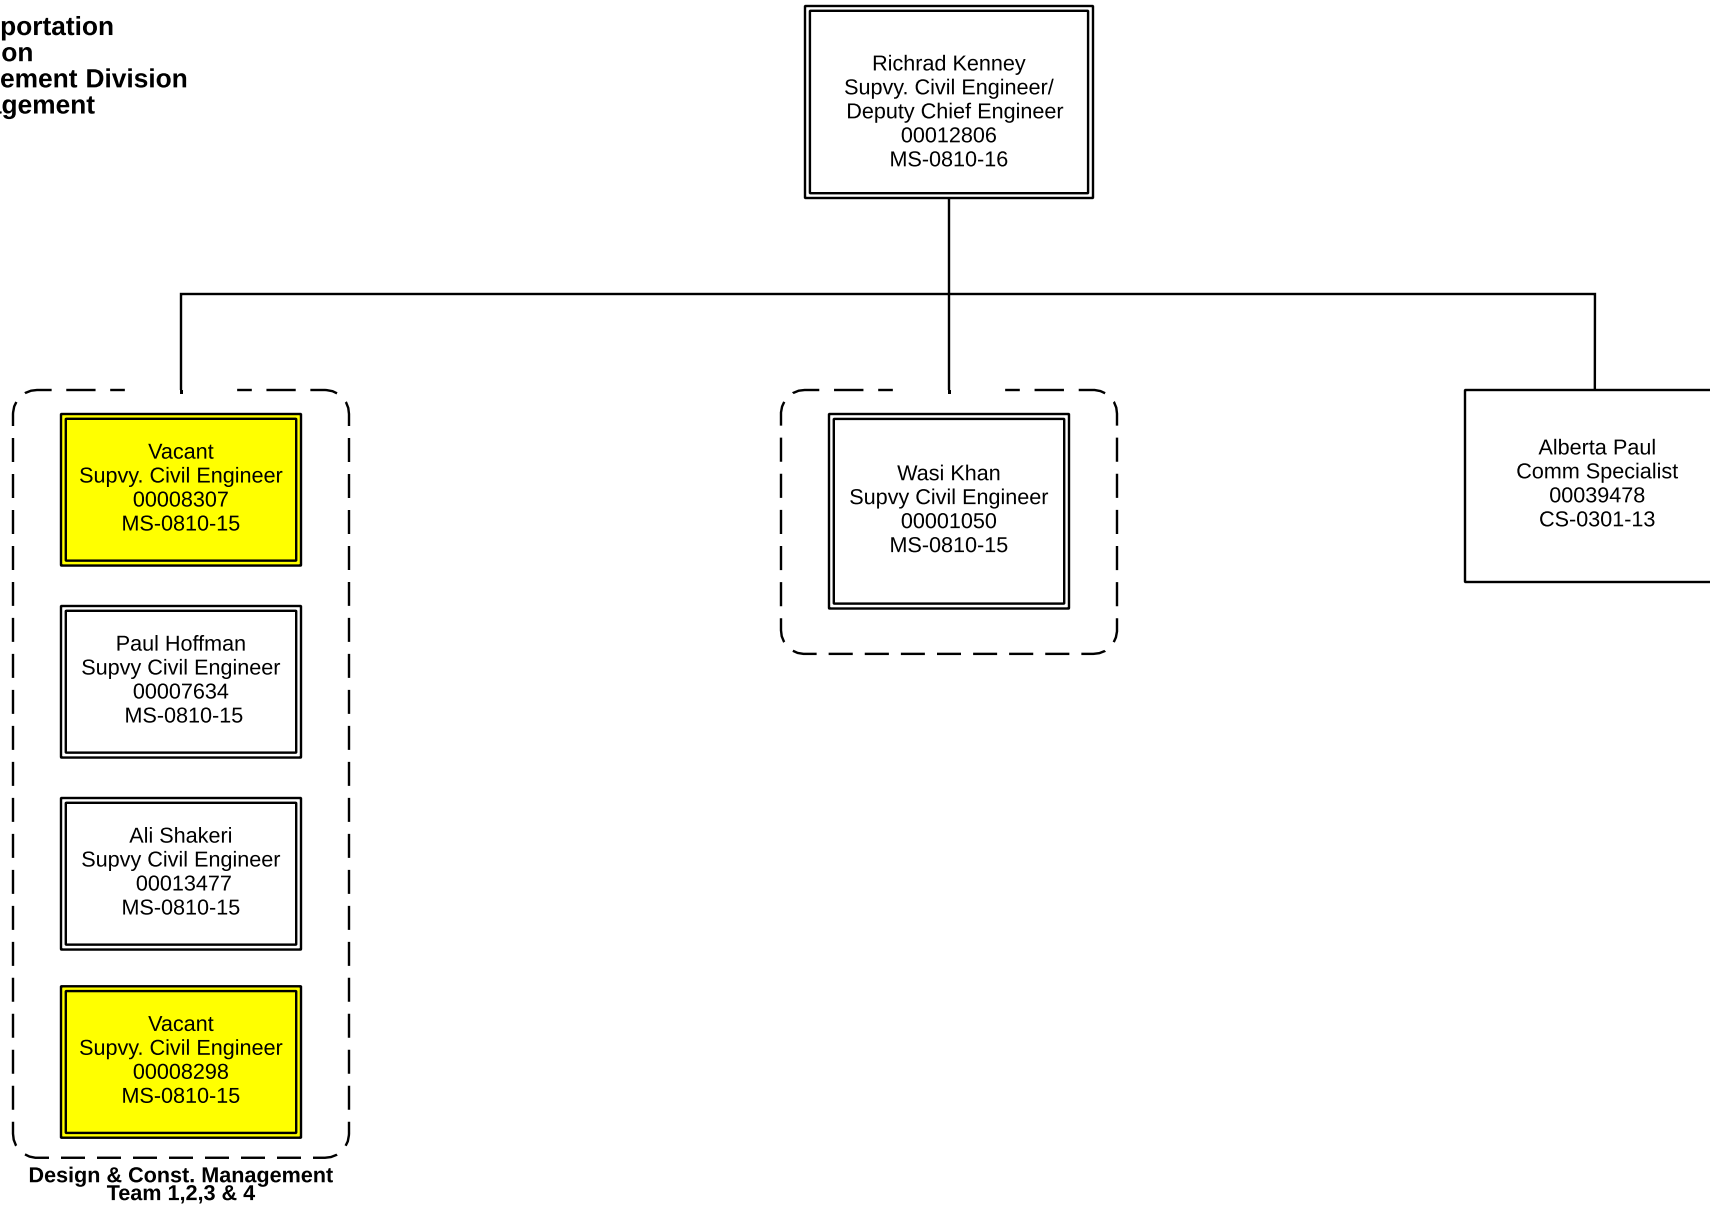 portation
on
ement Division
agement
Richrad Kenney
Supvy. Civil Engineer/
Deputy Chief Engineer
00012806
MS-0810-16
Vacant
Supvy. Civil Engineer
00008307
MS-0810-15
Paul Hoffman
Supvy Civil Engineer
00007634
MS-0810-15
Ali Shakeri
Supvy Civil Engineer
00013477
MS-0810-15
Vacant
Supvy. Civil Engineer
00008298
MS-0810-15
Design & Const. Management
Team 1,2,3 & 4
Wasi Khan
Supvy Civil Engineer
00001050
MS-0810-15
Alberta Paul
Comm Specialist
00039478
CS-0301-13